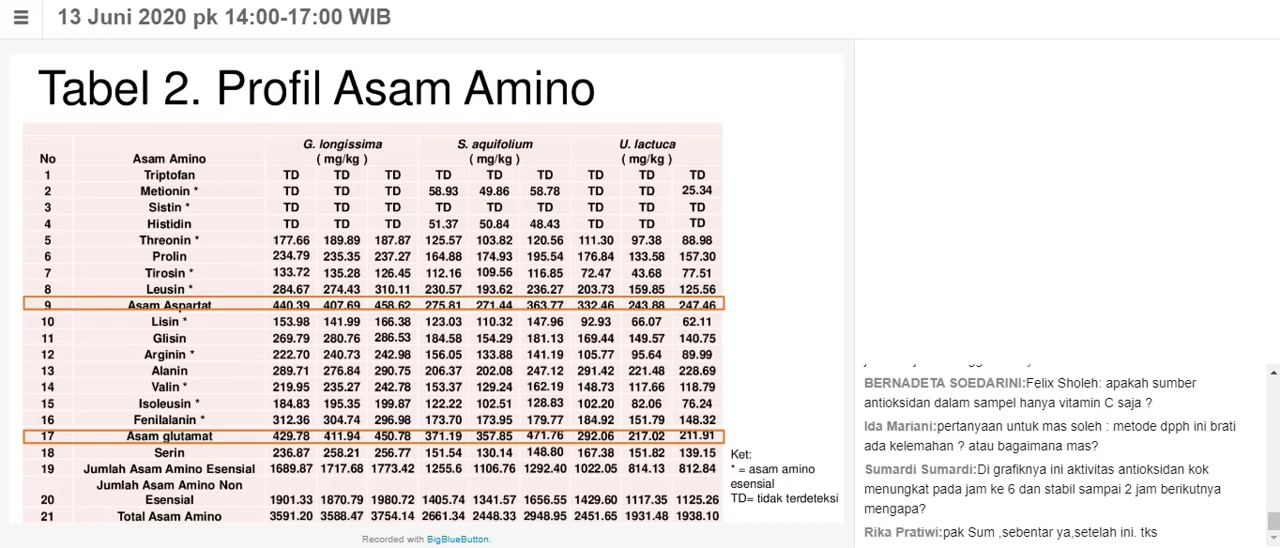 13 Juni 2020 pk 14:00-17:00 WIB
Tabel 2. Profil Asam Amino
G. longissima S. aquifolium U. lactuca
No Asam Amino ( mg/kg ) ( mg/kg ) ( mg/kg )
1 Triptofan TD TD TD TD TD TD TD TD TD
2 Metionin * TD TD TD 58.93 49.86 58.78 TD TD 25.34
3 Sistin * TD TD TD TD TD TD TD TD TD
4 Histidin TD TD TD 51.37 50.84 48.43 TD TD TD
5 Threonin * 177.66 189.89 187.87 125.57 103.82 120.56 111.30 97.38 88.98
6 Prolin 234.79 235.35 237.27 164.88 174.93 195.54 176.84 133.58 157.30
7 Tirosin * 133.72 135.28 126.45 112.16 109.56 116.85 72.47 43.68 77.51
8 Leusin * 284.67 274.43 310.11 230.57 193.62 236.27 203.73 159.85 125.56
9 Asam Aspartat 440.39 407.69 458.62 275.81 271.44 363.77 332.46 243.88 247.46
10 Lisin * 153.98 141.99 166.38 123.03 110.32 147.96 92.93 66.07 62.11
11 Glisin 269.79 280.76 286.53 184.58 154.29 181.13 169.44 149.57 140.75
12 Arginin * 222.70 240.73 242.98 156.05 133.88 141.19 105.77 95.64 89.99
13 Alanin 289.71 276.84 290.75 206.37 202.08 247.12 291.42 221.48 228.69
14 Valin * 219.95 235.27 242.78 153.37 129.24 162.19 148.73 117.66 118.79
15 Isoleusin * 184.83 195.35 199.87 122.22 102.51 128.83 102.20 82.06 76.24
16 Fenilalanin * 312.36 304.74 296.98 173.70 173.95 179.77 184.92 151.79 148.32
17 Asam glutamat 429.78 411.94 450.78 371.19 357.85 471.76 292.06 217.02 211.91
18 Serin 236.87 258.21 256.77 151.54 130.14 148.80 167.38 151.82 139.15
19 Jumlah Asam Amino Esensial 1689.87 1717.68 1773.42 1255.6 1106.76 1292.40 1022.05 814.13 812.84
Jumlah Asam Amino Non
20 Esensial 1901.33 1870.79 1980.72 1405.74 1341.57 1656.55 1429.60 1117.35 1125.26
21 Total Asam Amino 3591.20 3588.47 3754.14 2661.34 2448.33 2948.95 2451.65 1931.48 1938.10
Ket:
* = asam amino
esensial
TD= tidak terdeteksi
Recorded with BigBlueButton.
BERNADETA SOEDARINI:Felix Sholeh: apakah sumber
antioksidan dalam sampel hanya vitamin C saja ?
Ida Mariani:pertanyaan untuk mas soleh : metode dpph ini brati
ada kelemahan ? atau bagaimana mas?
Sumardi Sumardi:Di grafiknya ini aktivitas antioksidan kok
menungkat pada jam ke 6 dan stabil sampai 2 jam berikutnya
mengapa?
Rika Pratiwi:pak Sum ,sebentar ya,setelah ini. tks